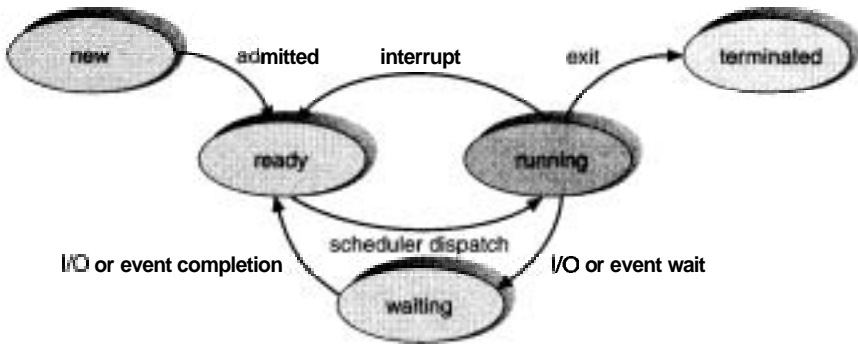 new
admitted
interrupt
exit
terminated
ready
running
scheduler dispatch
I/O or event completion
I/O or event wait
waiting